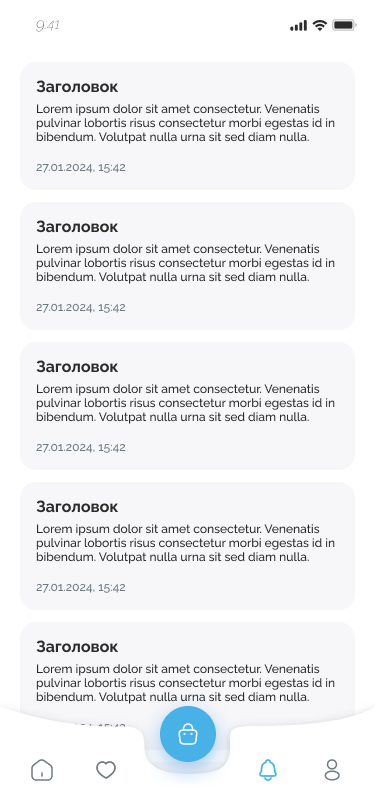 9:41
Заголовок
Lorem ipsum dolor sit amet consectetur. Venenatis
pulvinar lobortis risus consectetur morbi egestas id in
bibendum. Volutpat nulla urna sit sed diam nulla.
27.01.2024, 15:42
Заголовок
Lorem ipsum dolor sit amet consectetur. Venenatis
pulvinar lobortis risus consectetur morbi egestas id in
bibendum. Volutpat nulla urna sit sed diam nulla.
27.01.2024, 15:42
Заголовок
Lorem ipsum dolor sit amet consectetur. Venenatis
pulvinar lobortis risus consectetur morbi egestas id in
bibendum. Volutpat nulla urna sit sed diam nulla.
27.01.2024, 15:42
Заголовок
Lorem ipsum dolor sit amet consectetur. Venenatis
pulvinar lobortis risus consectetur morbi egestas id in
bibendum. Volutpat nulla urna sit sed diam nulla.
27.01.2024, 15:42
Заголовок
Lorem ipsum dolor sit amet consectetur. Venenatis
pulvinar lobortis risus consectetur morbi egestas id in
bibendum. Volutpat nulla urna sit sed diam nulla.